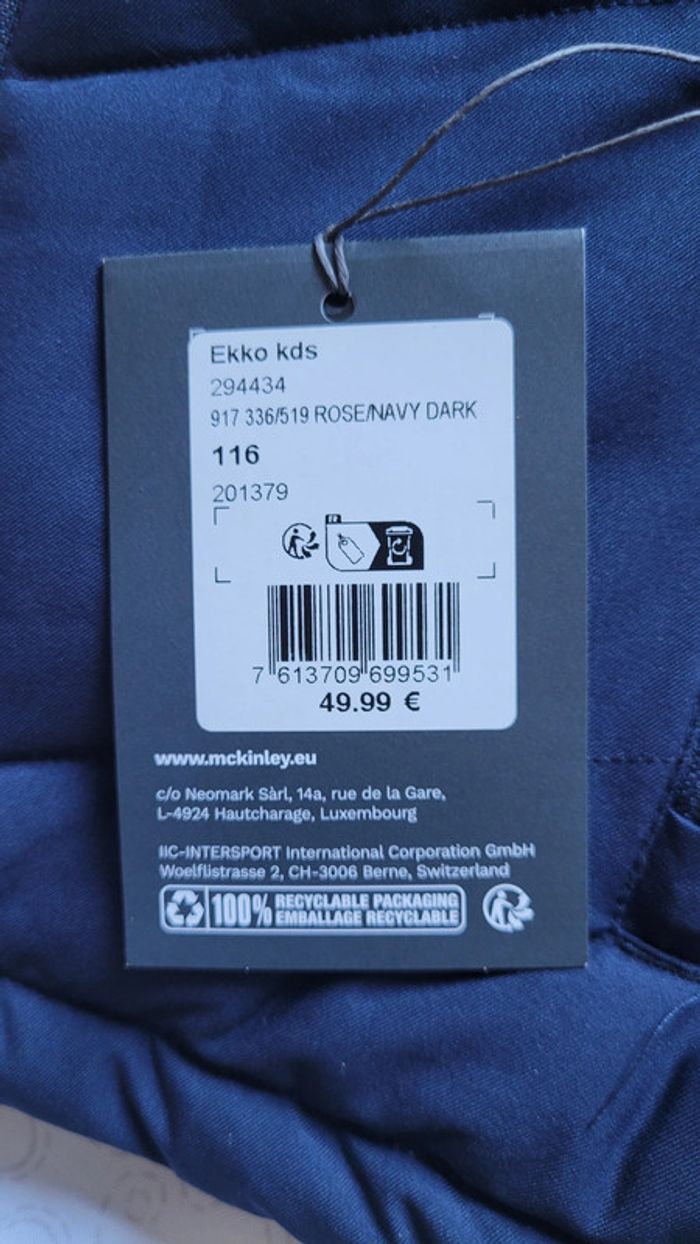 Ekko kds
294434
917 336/519 ROSE/NAVY DARK
116
201379
FR
7 613709 699531
49.99 €
www.mckinley.eu
c/o Neomark Sàrl, 14a, rue de la Gare,
L-4924 Hautcharage, Luxembourg
IIC-INTERSPORT International Corporation GmbH
Woelflistrasse 2, CH-3006 Berne, Switzerland
100% RECYCLABLE PACKAGING
EMBALLAGE RECYCLABLE